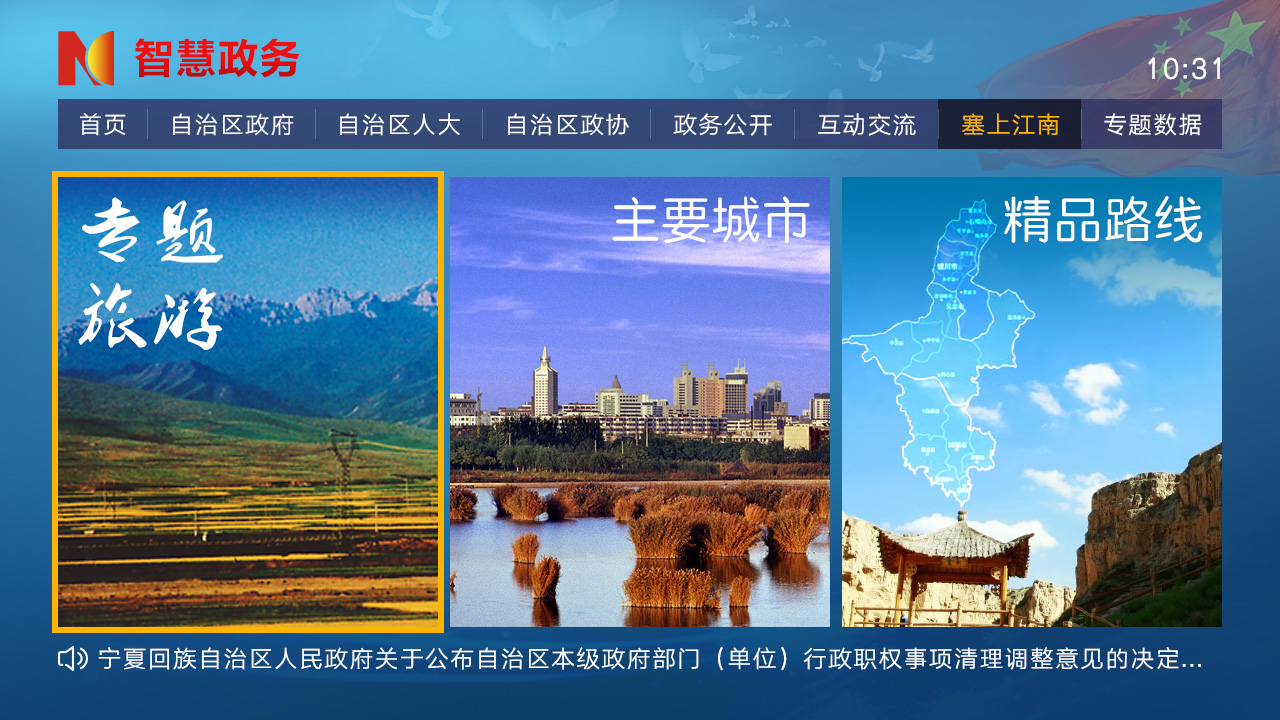 智慧政务
10:31
首页 自治区政府 自治区人大 自治区政协 政务公开 互动交流 塞上江南 专题数据
专题
旅游
主要城市
精品路线
宁夏回族自治区人民政府关于公布自治区本级政府部门（单位）行政职权事项清理调整意见的决定...